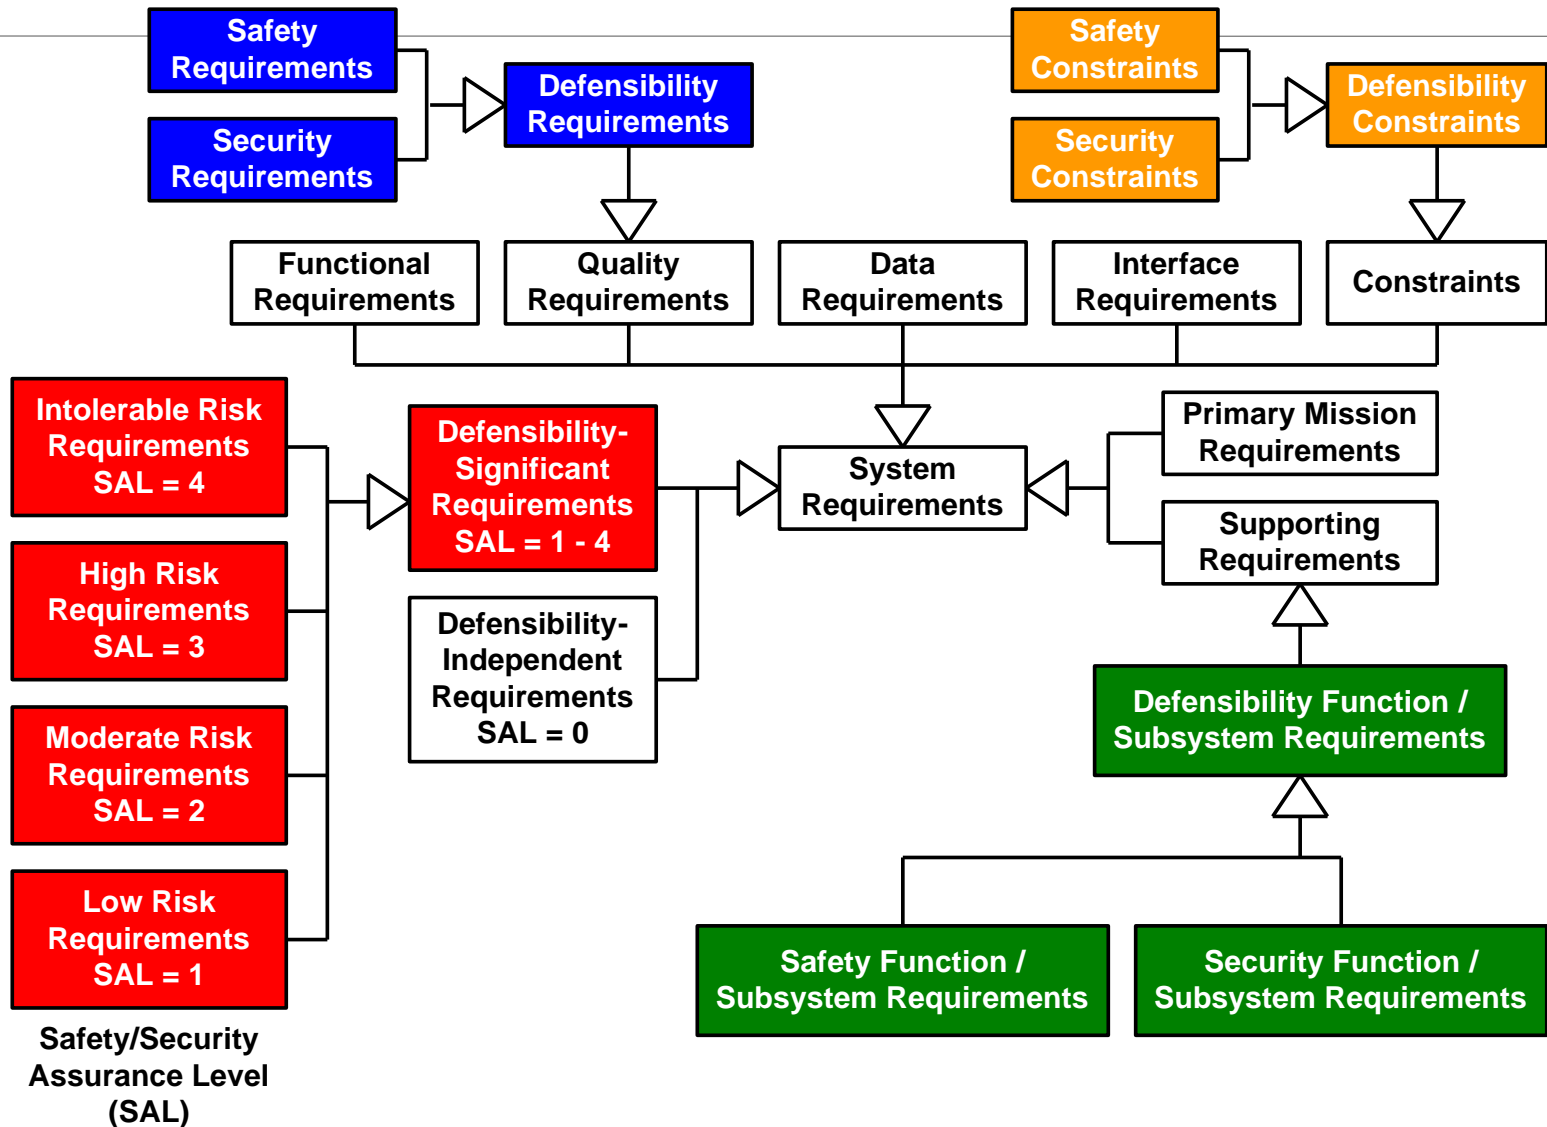 Safety
Requirements
Security
Requirements
Defensibility
Requirements
Safety
Constraints
Security
Constraints
Defensibility
Constraints
Functional
Requirements
Quality
Requirements
Data
Requirements
Interface
Requirements
Constraints
Intolerable Risk
Requirements
SAL = 4
High Risk
Requirements
SAL = 3
Moderate Risk
Requirements
SAL = 2
Low Risk
Requirements
SAL = 1
Safety/Security
Assurance Level
(SAL)
Defensibility-
Significant
Requirements
SAL = 1 - 4
Defensibility-
Independent
Requirements
SAL = 0
System
Requirements
Primary Mission
Requirements
Supporting
Requirements
Defensibility Function /
Subsystem Requirements
Safety Function /
Subsystem Requirements
Security Function /
Subsystem Requirements